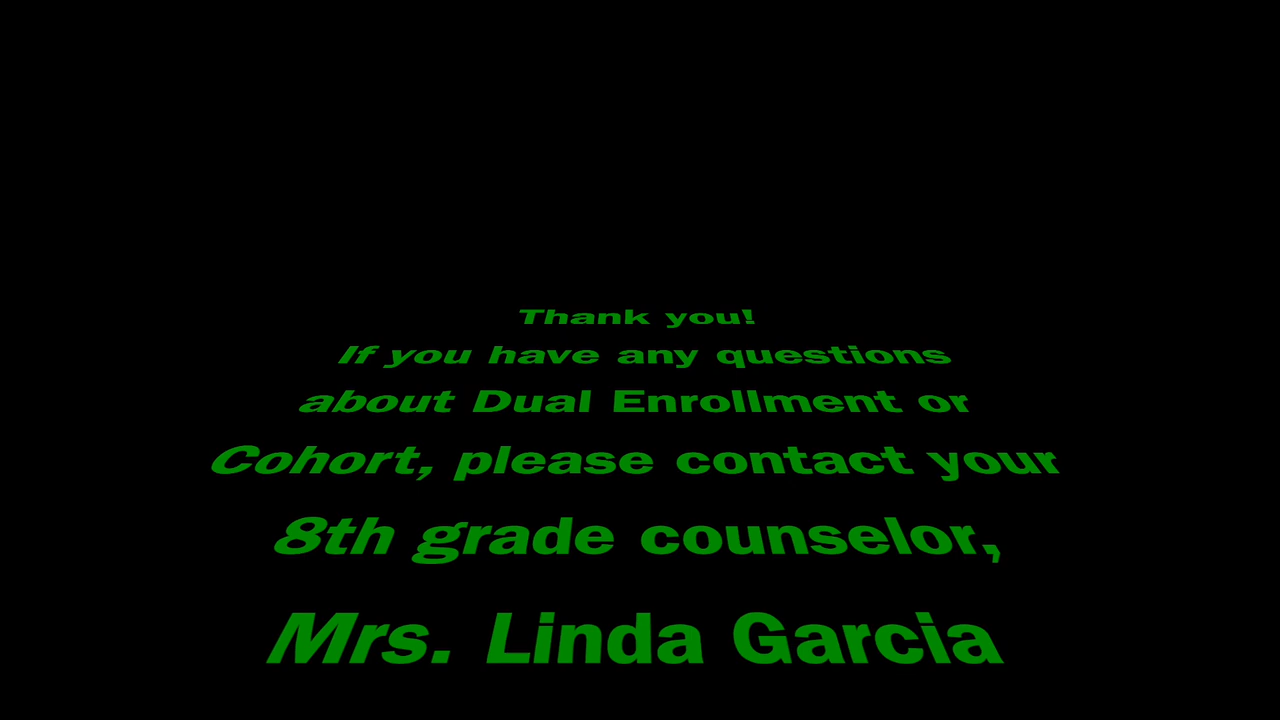 Thank you!
If you have any questions
about Dual Enrollment or
Cohort, please contact your
8th grade counselor,
Mrs. Linda Garcia